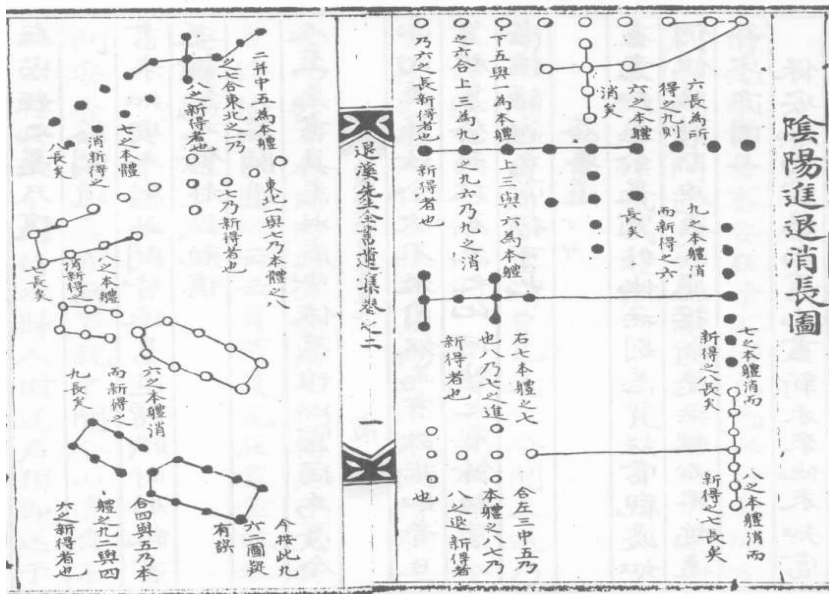 陰陽進退消長圖
七之本體消而
新得之八長矣
八之本體消而
新得之七長矣
九之本體消
而新得之六
長矣
六長為所
得之九則
六之本體
消矣
上三與六為本體
之九六乃九之消
新得者也
下五與一為本體
之六合上三為九
乃六之長新得者也
右七本體之七
也八乃七之進
新得者也
合左三中五乃
本體之八七乃
八之退新得者
也
退溪先生全書遺集卷之二
東北一與七乃本體之八
七乃新得者也
二并中五為本體
之七合東北之一乃
八之新得者也
七之本體
消新得之
八長矣
八之本體
消新得之
七長矣
六之本體消
而新得之
九長矣
今按此九
六二圖疑
有誤
合四與五乃本
體之九二與四
六之新得者也